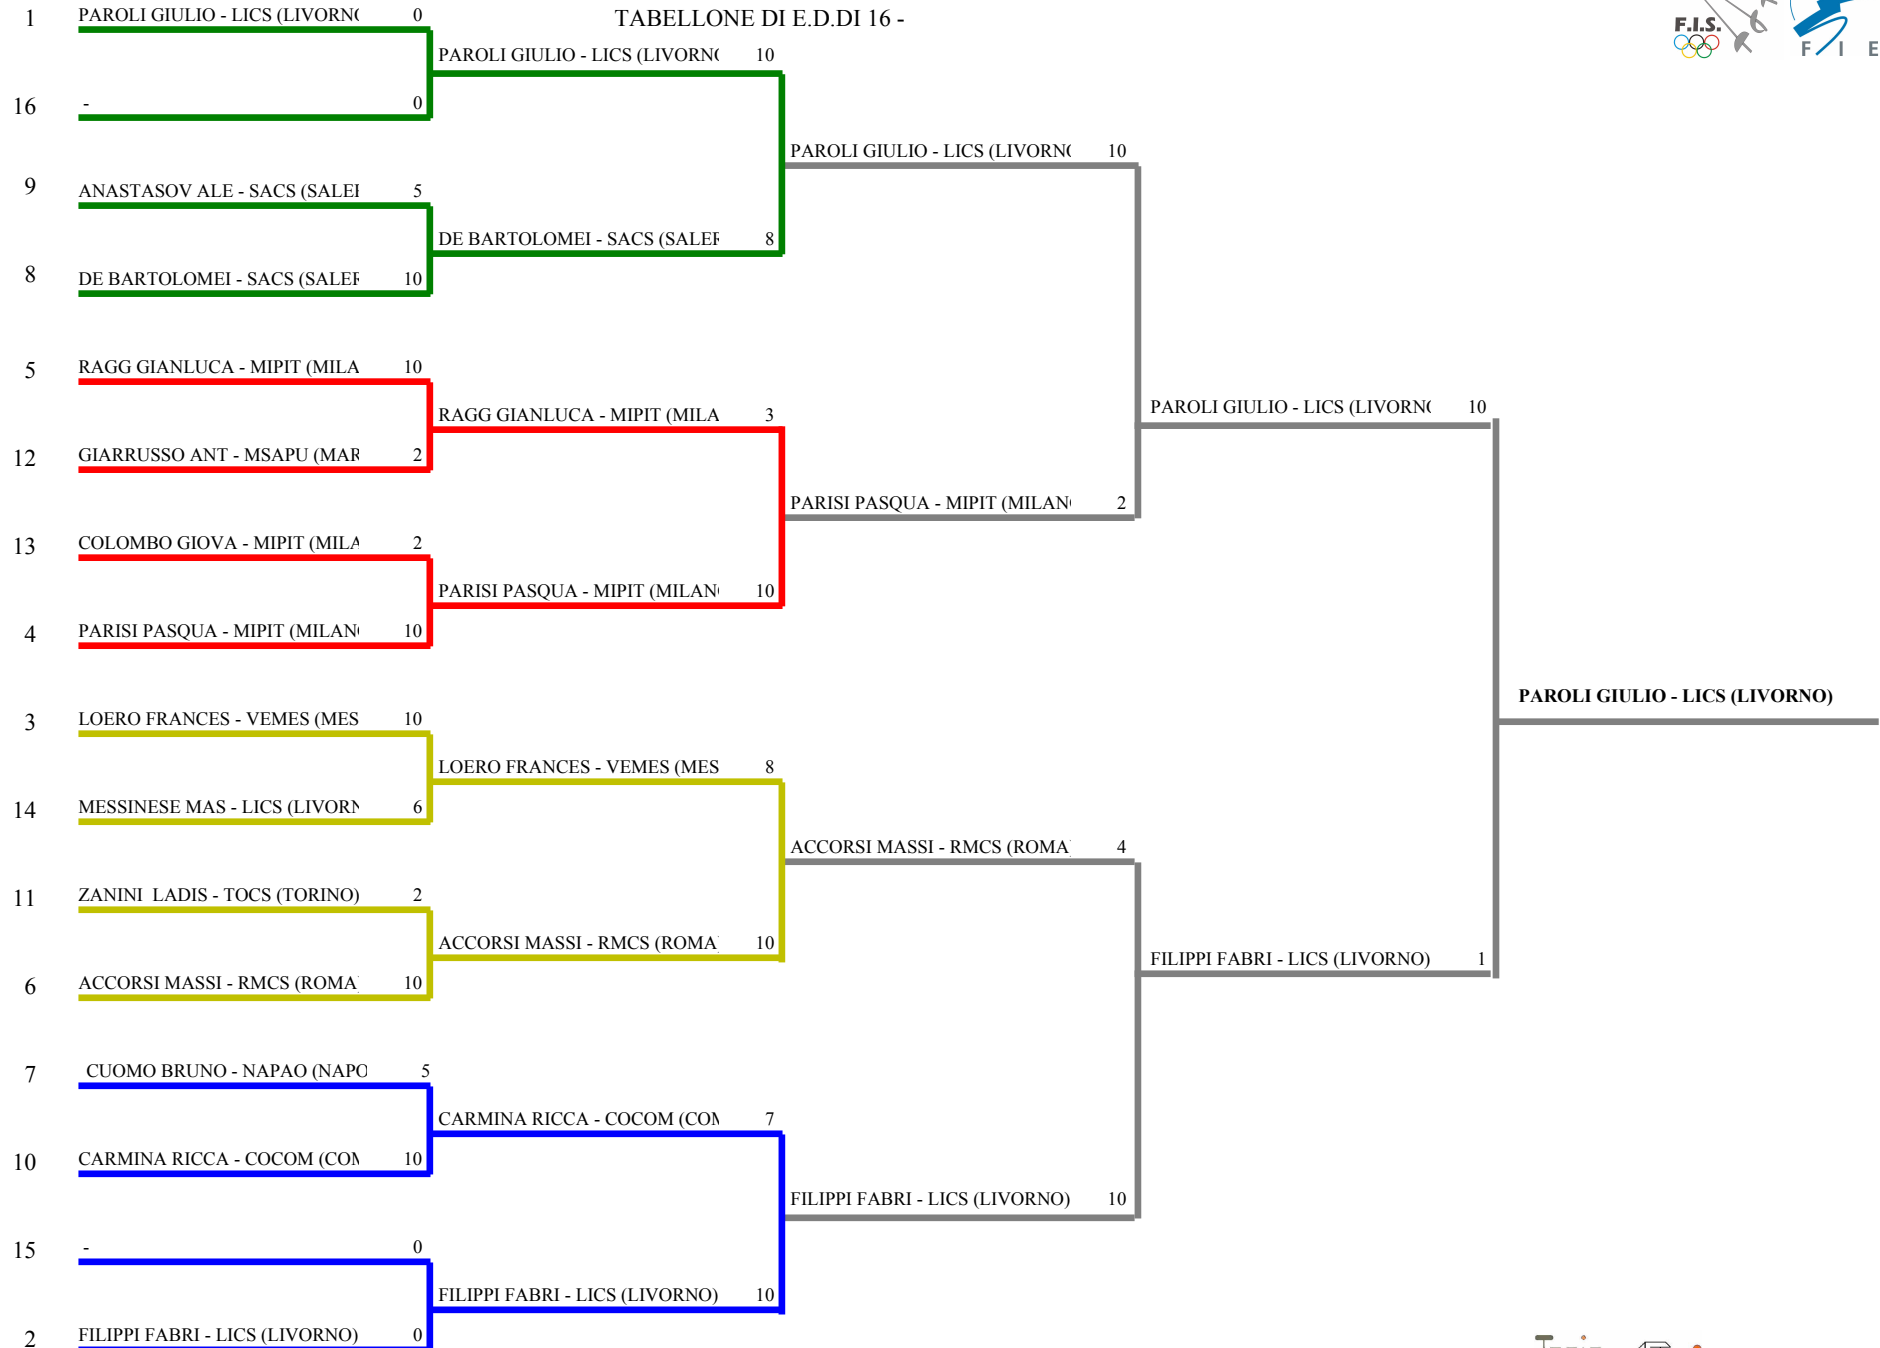 1 PAROLI GIULIO - LICS (LIVORN 0 TABELLONE DI E.D.DI 16 -
F.I.S.
F I E
PAROLI GIULIO - LICS (LIVORN 10
16 - 0
PAROLI GIULIO - LICS (LIVORN 10
9 ANASTASOV ALE - SACS (SALE 5
DE BARTOLOMEI - SACS (SALE 8
8 DE BARTOLOMEI - SACS (SALE 10
5 RAGG GIANLUCA - MIPIT (MILA 10
PAROLI GIULIO - LICS (LIVORN 10
RAGG GIANLUCA - MIPIT (MILA 3
12 GIARRUSSO ANT - MSAPU (MAR 2
PARISI PASQUA - MIPIT (MILAN 2
13 COLOMBO GIOVA - MIPIT (MILA 2
PARISI PASQUA - MIPIT (MILAN 10
4 PARISI PASQUA - MIPIT (MILAN 10
PAROLI GIULIO - LICS (LIVORNO)
3 LOERO FRANCES - VEMES (MES 10
LOERO FRANCES - VEMES (MES 8
14 MESSINESE MAS - LICS (LIVORN 6
ACCORSI MASSI - RMCS (ROMA 4
11 ZANINI LADIS - TOCS (TORINO) 2
ACCORSI MASSI - RMCS (ROMA 10
FILIPPI FABRI - LICS (LIVORNO) 1
6 ACCORSI MASSI - RMCS (ROMA 10
7 CUOMO BRUNO - NAPAO (NAPO 5
CARMINA RICCA - COCOM (COM 7
10 CARMINA RICCA - COCOM (COM 10
FILIPPI FABRI - LICS (LIVORNO) 10
15 - 0
FILIPPI FABRI - LICS (LIVORNO) 10
2 FILIPPI FABRI - LICS (LIVORNO) 0